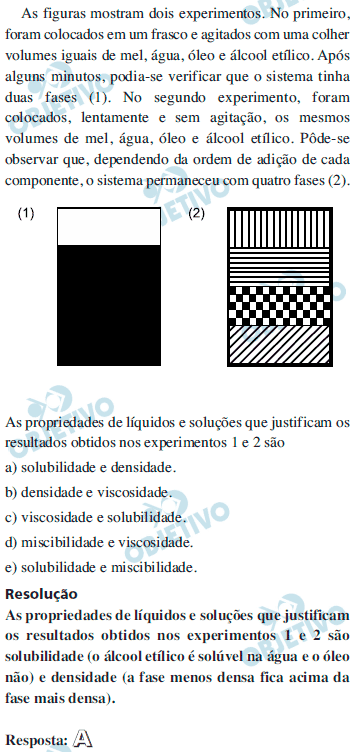 As figuras mostram dois experimentos. No primeiro,
foram colocados em um frasco e agitados com uma colher
volumes iguais de mel, água, óleo e álcool etílico. Após
alguns minutos, podia-se verificar que o sistema tinha
duas fases (1). No segundo experimento, foram
colocados, lentamente e sem agitação, os mesmos
volumes de mel, água, óleo e álcool etílico. Pôde-se
observar que, dependendo da ordem de adição de cada
componente, o sistema permaneceu com quatro fases (2).
(1) (2)
As propriedades de líquidos e soluções que justificam os
resultados obtidos nos experimentos 1 e 2 são
a) solubilidade e densidade.
b) densidade e viscosidade.
c) viscosidade e solubilidade.
d) miscibilidade e viscosidade.
e) solubilidade e miscibilidade.
Resolução
As propriedades de líquidos e soluções que justificam
os resultados obtidos nos experimentos 1 e 2 são
solubilidade (o álcool etílico é solúvel na água e o óleo
não) e densidade (a fase menos densa fica acima da
fase mais densa).
Resposta: A
OBJETIVO
OBJETIVO
OBJETIVO
OBJETIVO
OBJETIVO
OBJETIVO